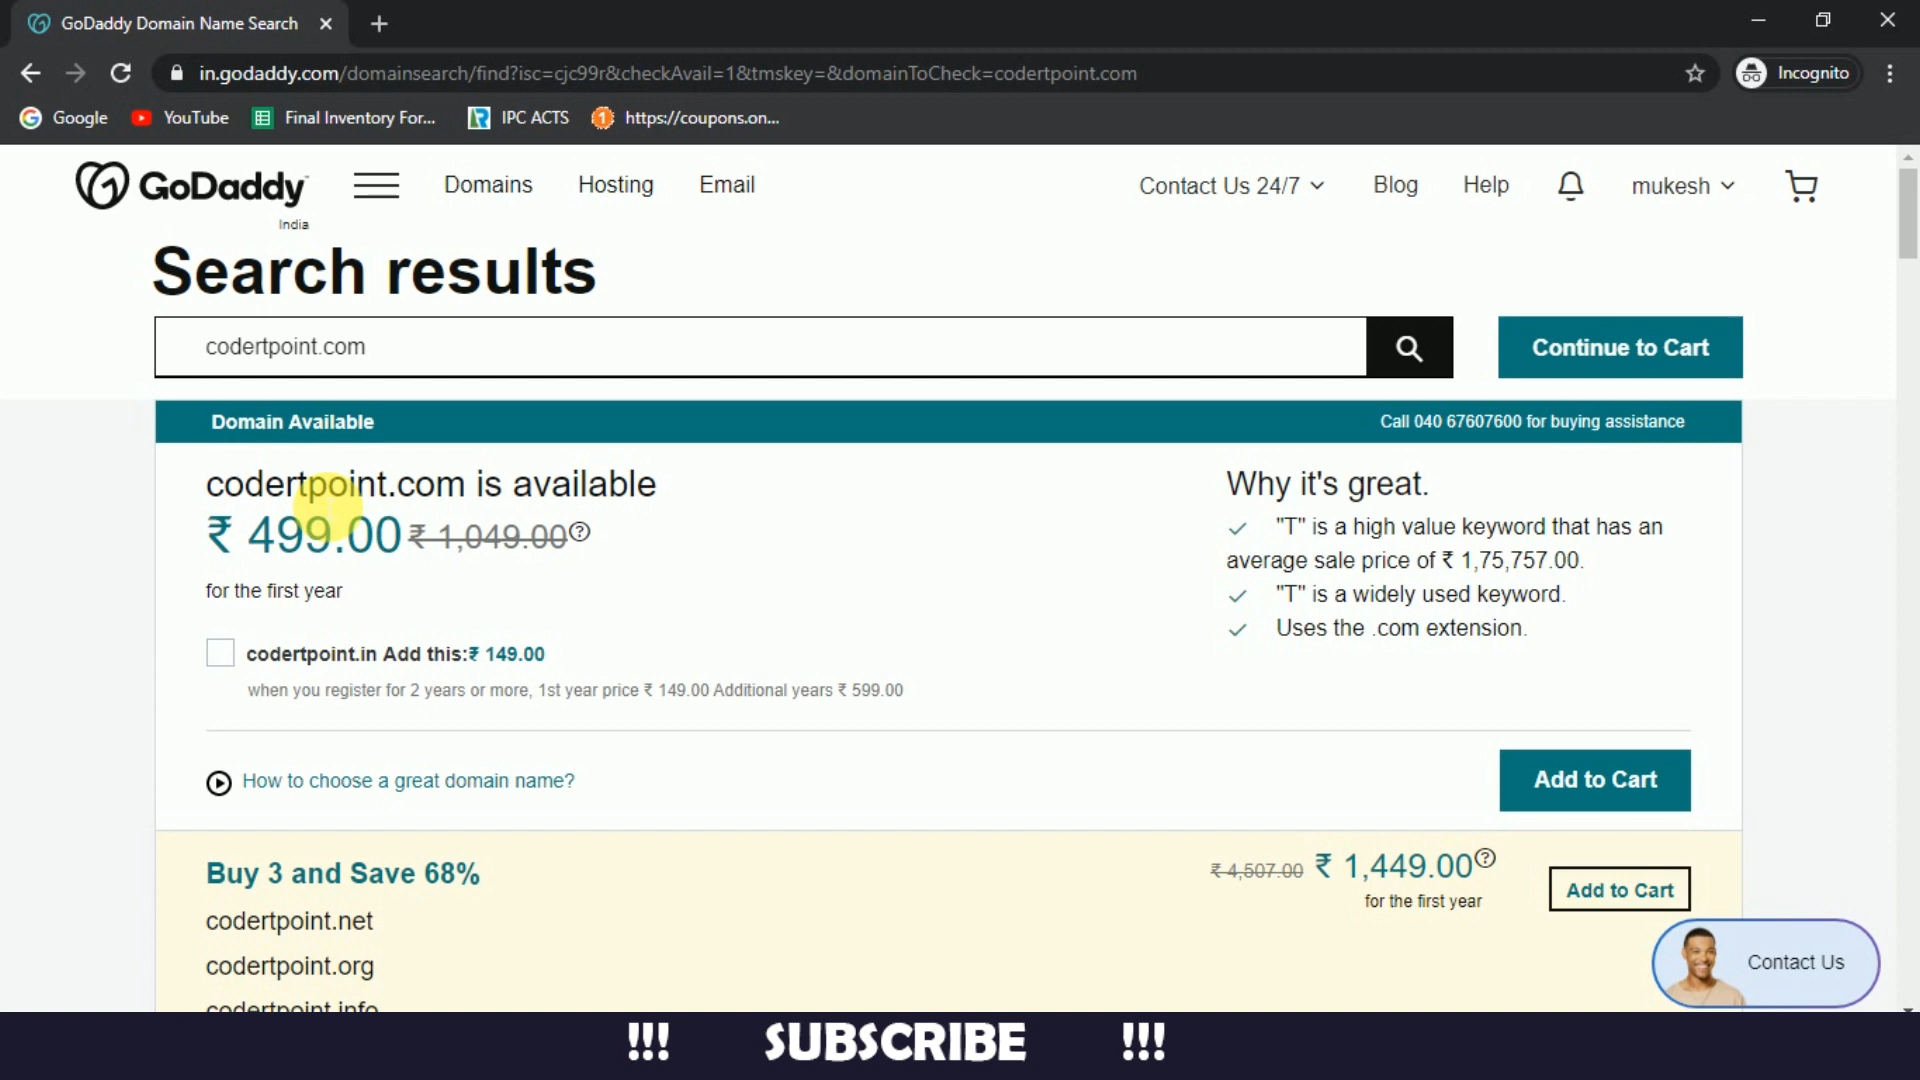 GoDaddy Domain Name Search
in.godaddy.com/domainsearch/find?isc=cjc99r&checkAvail=1&tmskey=&domainToCheck=codertpoint.com
Incognito
Google
YouTube
Final Inventory For...
IPC ACTS
https://coupons.on...
GoDaddy
India
Domains
Hosting
Email
Contact Us 24/7
Blog
Help
mukesh
Search results
codertpoint.com
Continue to Cart
Domain Available
Call 040 67607600 for buying assistance
codertpoint.com is available
₹ 499.00 ₹ 1,049.00
for the first year
codertpoint.in Add this:₹ 149.00
when you register for 2 years or more, 1st year price ₹ 149.00 Additional years ₹ 599.00
Why it's great.
"T" is a high value keyword that has an
average sale price of ₹ 1,75,757.00.
"T" is a widely used keyword.
Uses the .com extension.
How to choose a great domain name?
Add to Cart
Buy 3 and Save 68%
₹ 4,507.00 ₹ 1,449.00
for the first year
Add to Cart
codertpoint.net
codertpoint.org
codertpoint.info
Contact Us
!!! SUBSCRIBE !!!